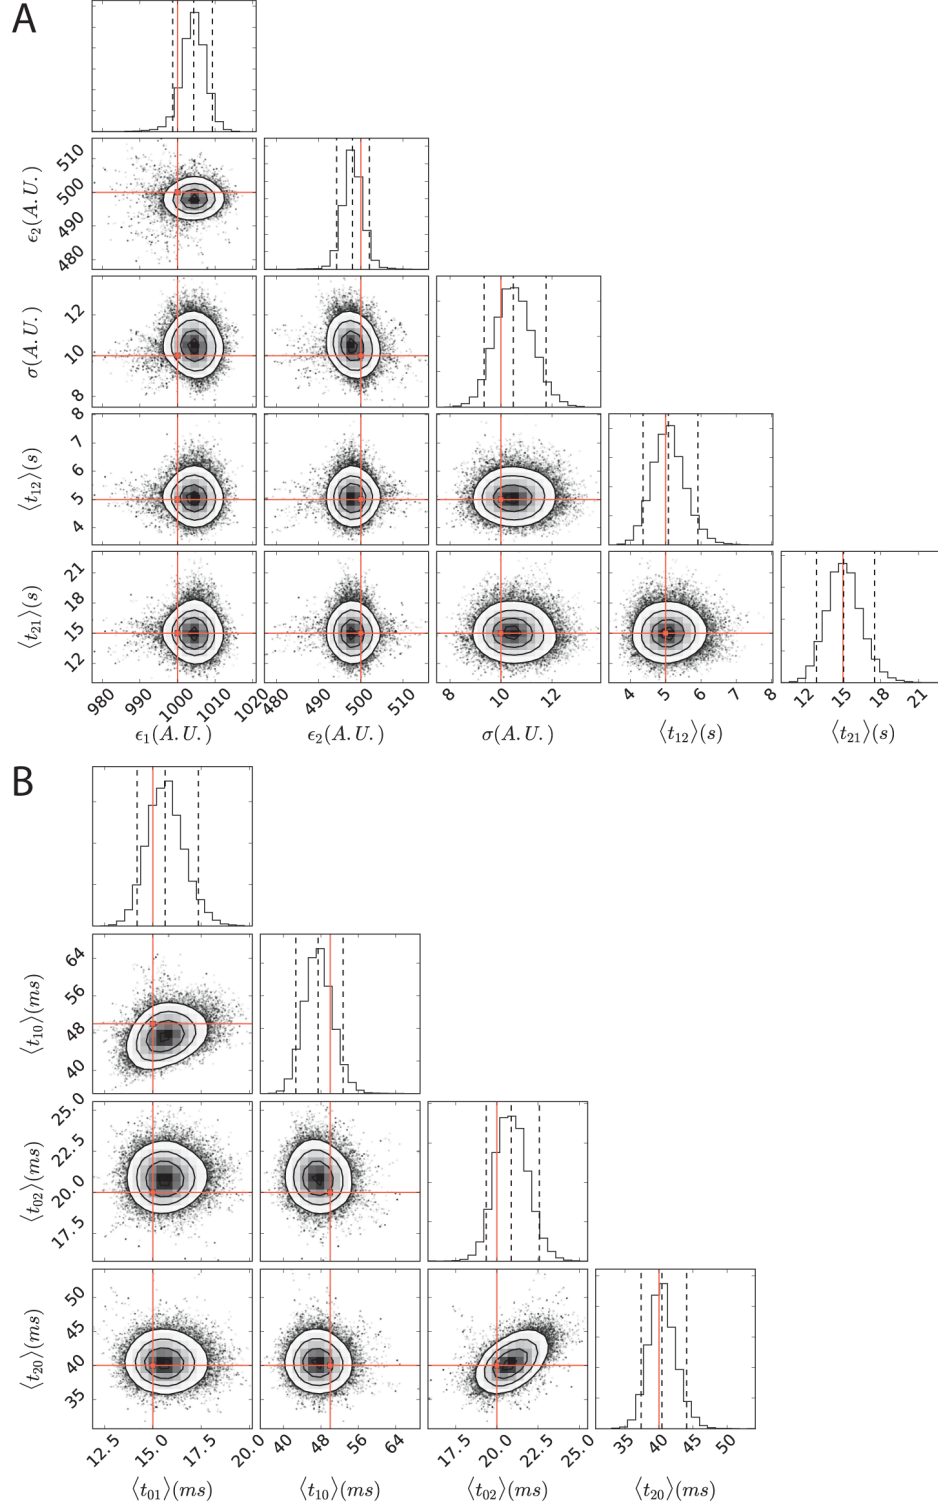 A
510
500
490
480
ϵ₂(A.U.)
12
10
8
σ(A.U.)
8
7
6
5
4
⟨t₁₂⟩(s)
21
18
15
12
⟨t₂₁⟩(s)
980 990 1000 1010 1020 480 490 500 510 8 10 12 4 5 6 7 8 12 15 18 21
ϵ₁(A.U.) ϵ₂(A.U.) σ(A.U.) ⟨t₁₂⟩(s) ⟨t₂₁⟩(s)
B
64
56
48
40
⟨t₁₀⟩(ms)
25.0
22.5
20.0
17.5
⟨t₀₂⟩(ms)
50
45
40
35
⟨t₂₀⟩(ms)
12.5 15.0 17.5 20.0 40 48 56 64 17.5 20.0 22.5 25.0 35 40 45 50
⟨t₀₁⟩(ms) ⟨t₁₀⟩(ms) ⟨t₀₂⟩(ms) ⟨t₂₀⟩(ms)